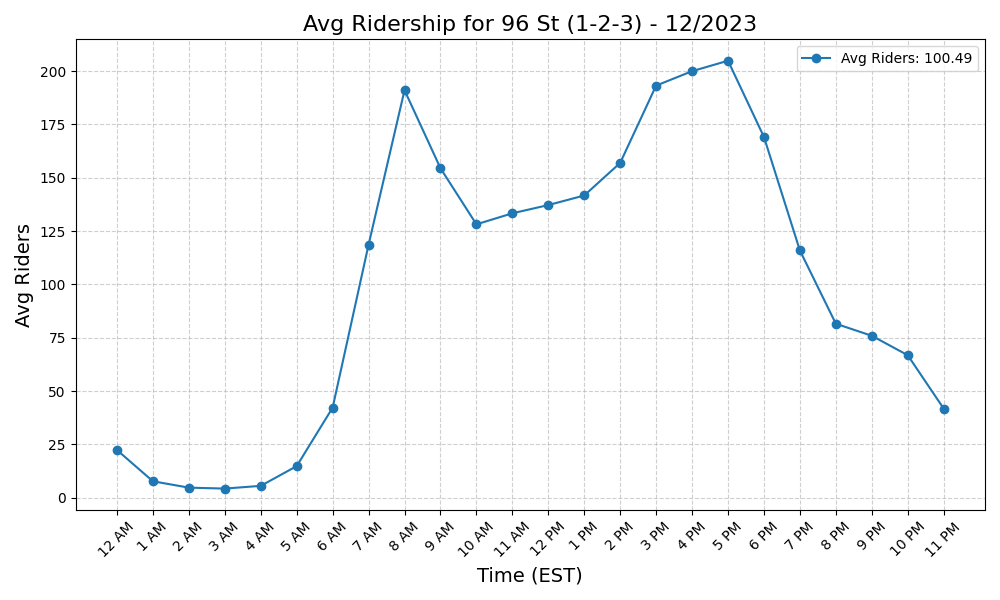 Avg Ridership for 96 St (1-2-3) - 12/2023
Avg Riders: 100.49
Avg Riders
200
175
150
125
100
75
50
25
0
12 AM
1 AM
2 AM
3 AM
4 AM
5 AM
6 AM
7 AM
8 AM
9 AM
10 AM
11 AM
12 PM
1 PM
2 PM
3 PM
4 PM
5 PM
6 PM
7 PM
8 PM
9 PM
10 PM
11 PM
Time (EST)